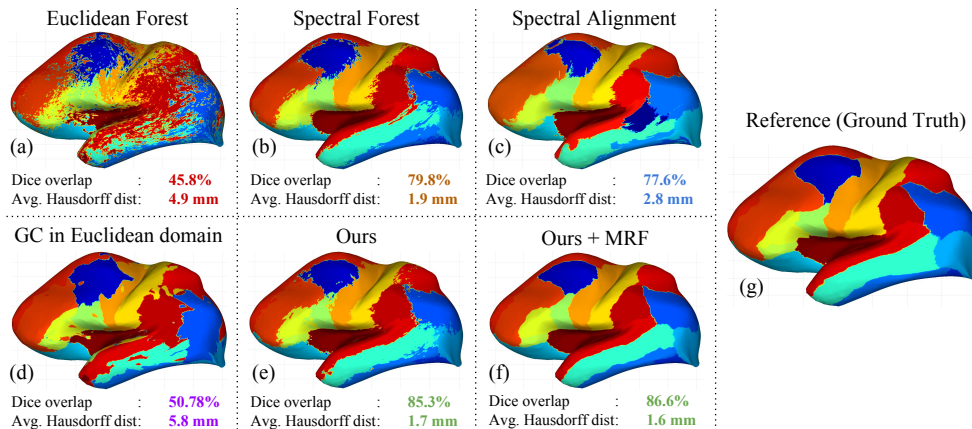 Euclidean Forest
Spectral Forest
Spectral Alignment
(a)
(b)
(c)
Dice overlap : 45.8%
Avg. Hausdorff dist: 4.9 mm
Dice overlap : 79.8%
Avg. Hausdorff dist: 1.9 mm
Dice overlap : 77.6%
Avg. Hausdorff dist: 2.8 mm
Reference (Ground Truth)
(g)
GC in Euclidean domain
Ours
Ours + MRF
(d)
(e)
(f)
Dice overlap : 50.78%
Avg. Hausdorff dist: 5.8 mm
Dice overlap : 85.3%
Avg. Hausdorff dist: 1.7 mm
Dice overlap : 86.6%
Avg. Hausdorff dist: 1.6 mm